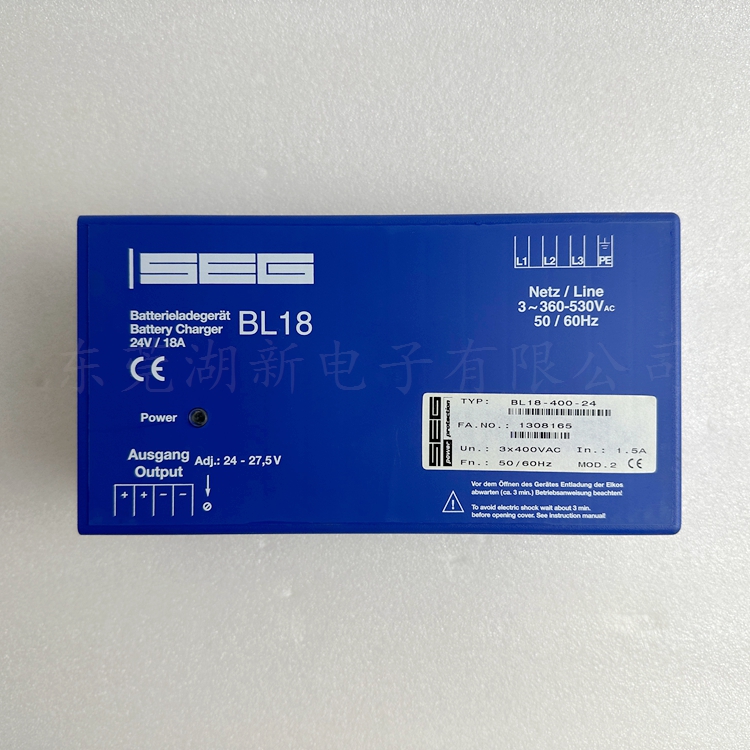 SEG
Batterieladegerät
Battery Charger BL18
24V / 18A
CE
Power
Ausgang
Output
Adj.: 24 - 27,5 V
+ + − −
L1 L2 L3 PE
Netz / Line
3~360-530VAC
50 / 60Hz
东莞湖新电子有限公司
SEG
power protection
TYP: BL18-400-24
FA.NO.: 1308165
Un.: 3x400VAC In.: 1.5A
Fn.: 50/60Hz MOD.2 CE
Vor dem Öffnen des Gerätes Entladung der Elkos
abwarten (ca. 3 min.) Betriebsanweisung beachten!
To avoid electric shock wait about 3 min.
before opening cover. See instruction manual!